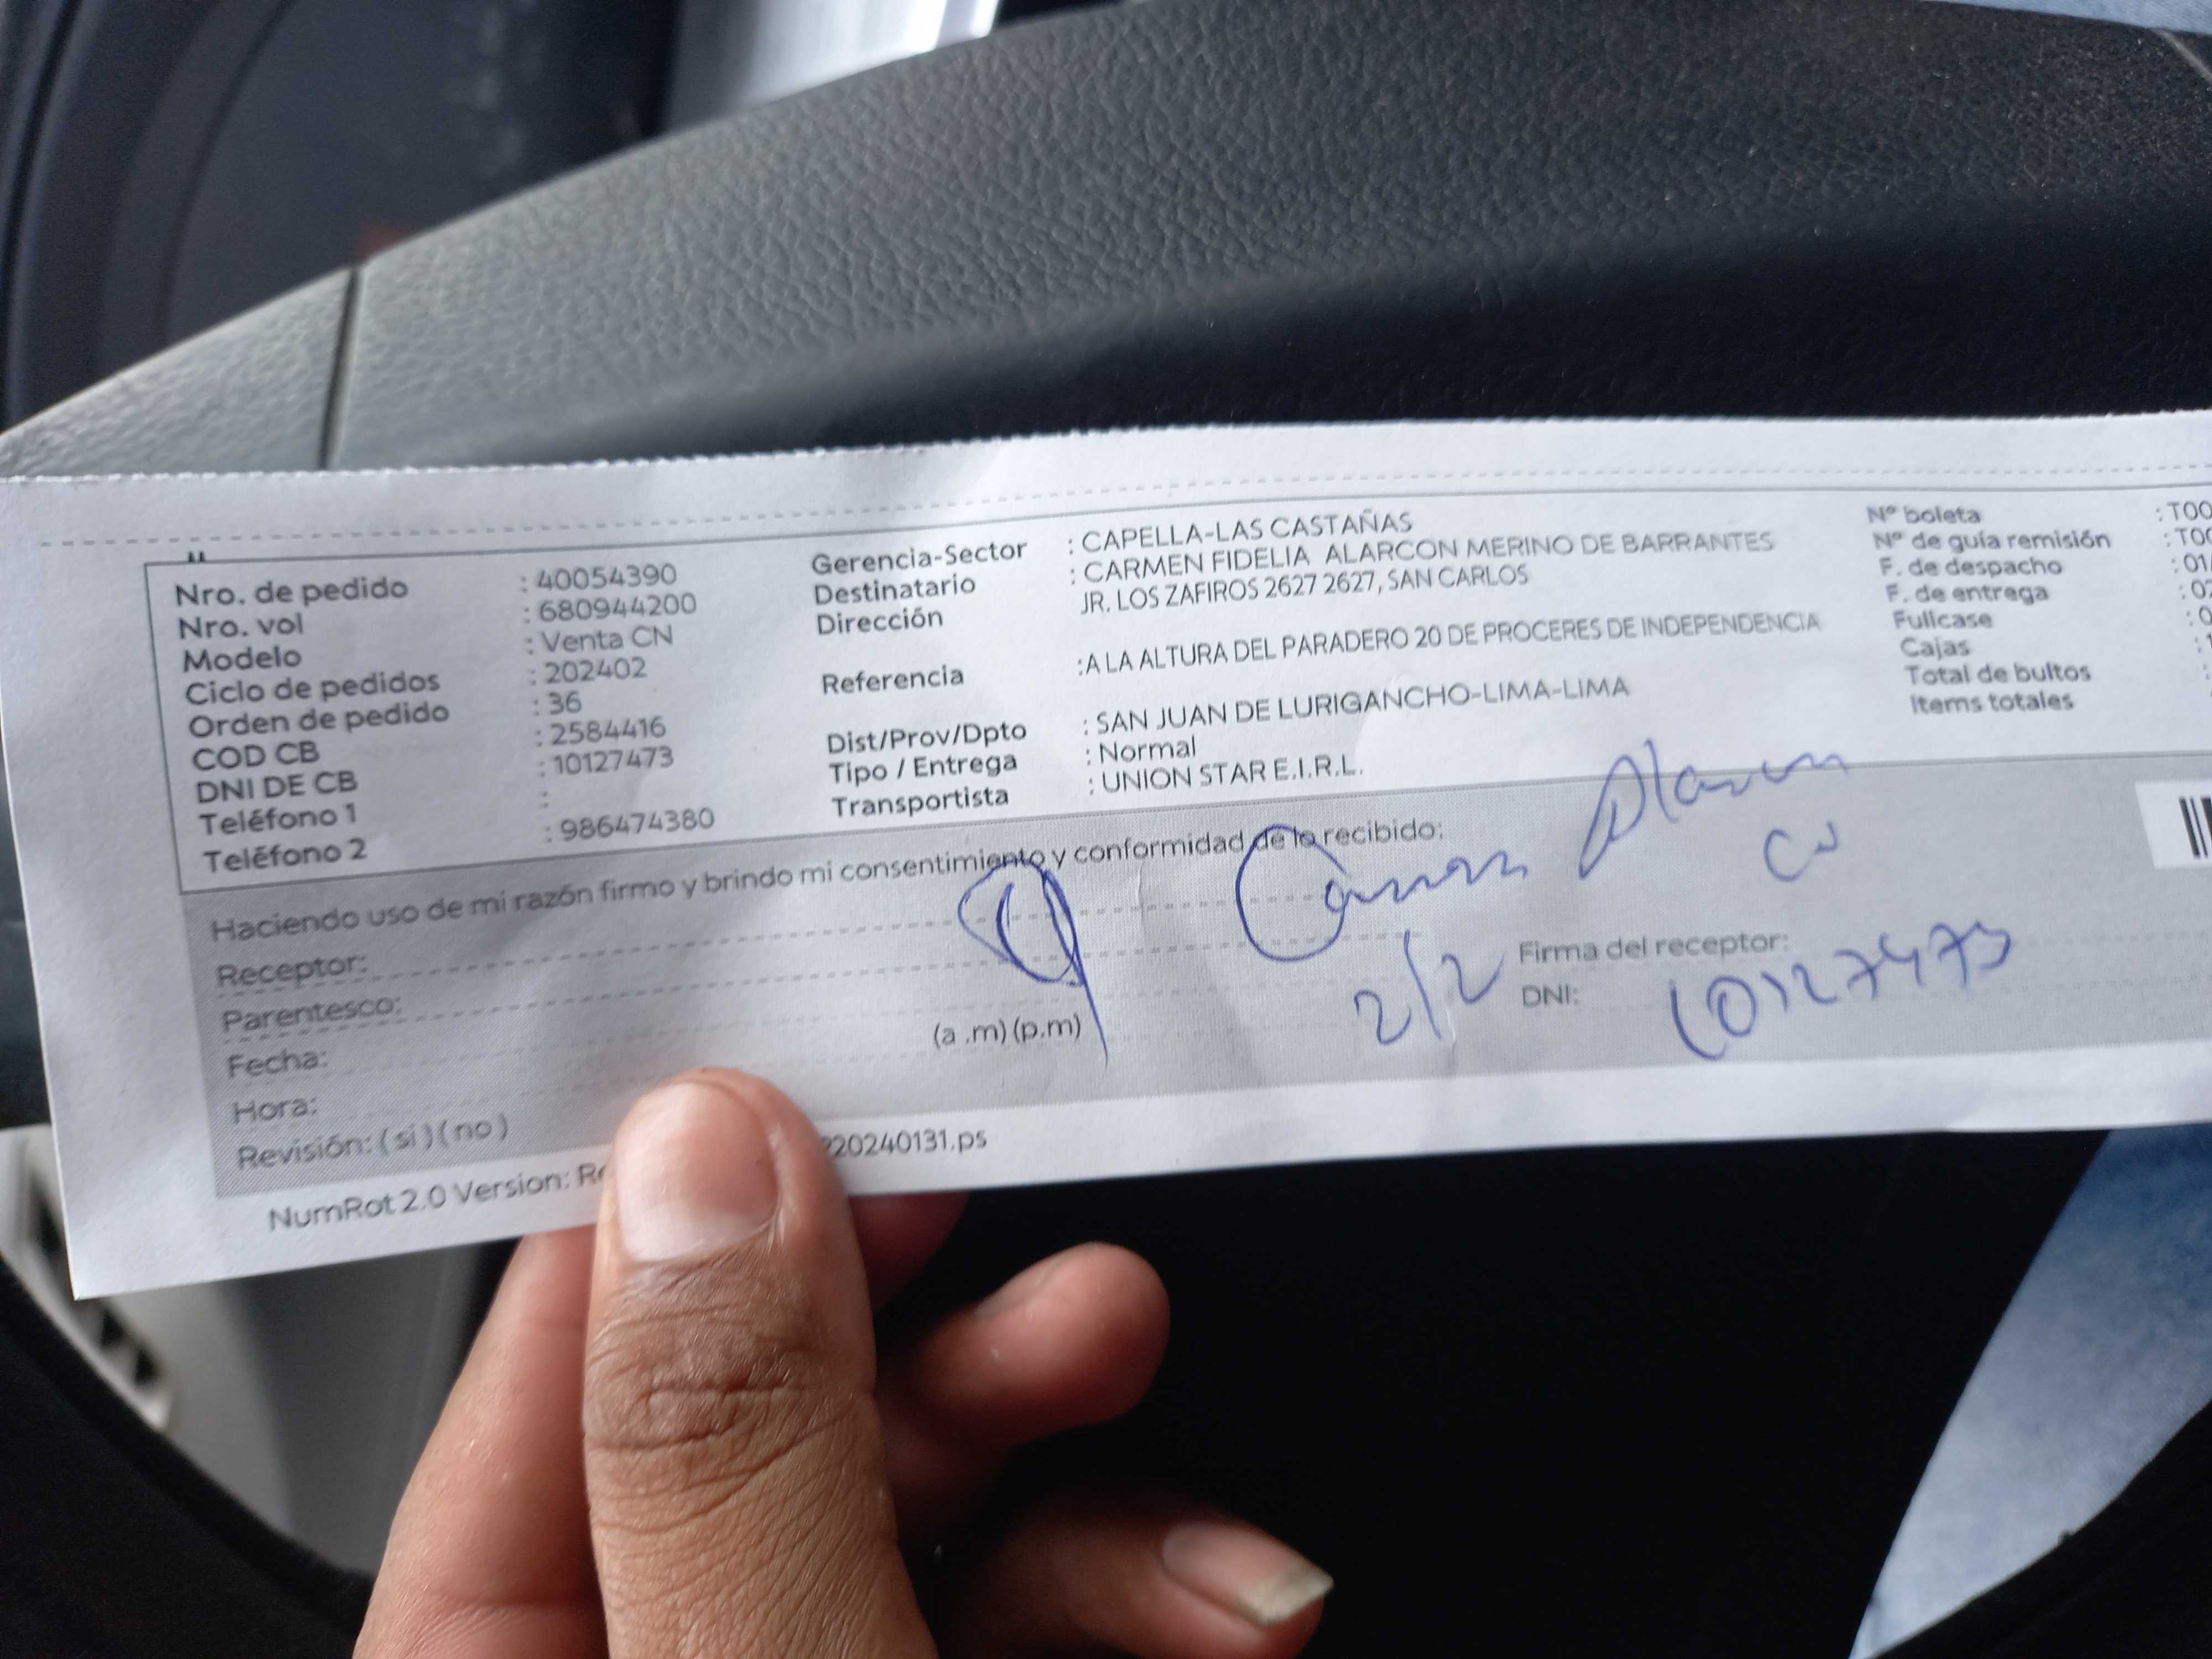 Nro. de pedido : 40054390
Nro. vol : 680944200
Modelo : Venta CN
Ciclo de pedidos : 202402
Orden de pedido : 36
COD CB : 2584416
DNI DE CB : 10127473
Teléfono 1 :
Teléfono 2 : 986474380
Gerencia-Sector : CAPELLA-LAS CASTAÑAS
Destinatario : CARMEN FIDELIA ALARCON MERINO DE BARRANTES
Dirección JR. LOS ZAFIROS 2627 2627, SAN CARLOS
Referencia :A LA ALTURA DEL PARADERO 20 DE PROCERES DE INDEPENDENCIA
Dist/Prov/Dpto : SAN JUAN DE LURIGANCHO-LIMA-LIMA
Tipo / Entrega : Normal
Transportista : UNION STAR E.I.R.L.
Nº boleta : T00
Nº de guía remisión : T00
F. de despacho : 01
F. de entrega : 02
Fullcase : 0
Cajas :
Total de bultos :
Items totales
Haciendo uso de mi razón firmo y brindo mi consentimiento y conformidad de lo recibido:
Receptor: Carmen Alarcon
Parentesco:
Fecha: 2/2
Hora: (a .m) (p.m)
Revisión: ( si ) ( no )
Firma del receptor:
DNI: 10127473
NumRot 2.0 Version: 20240131.ps